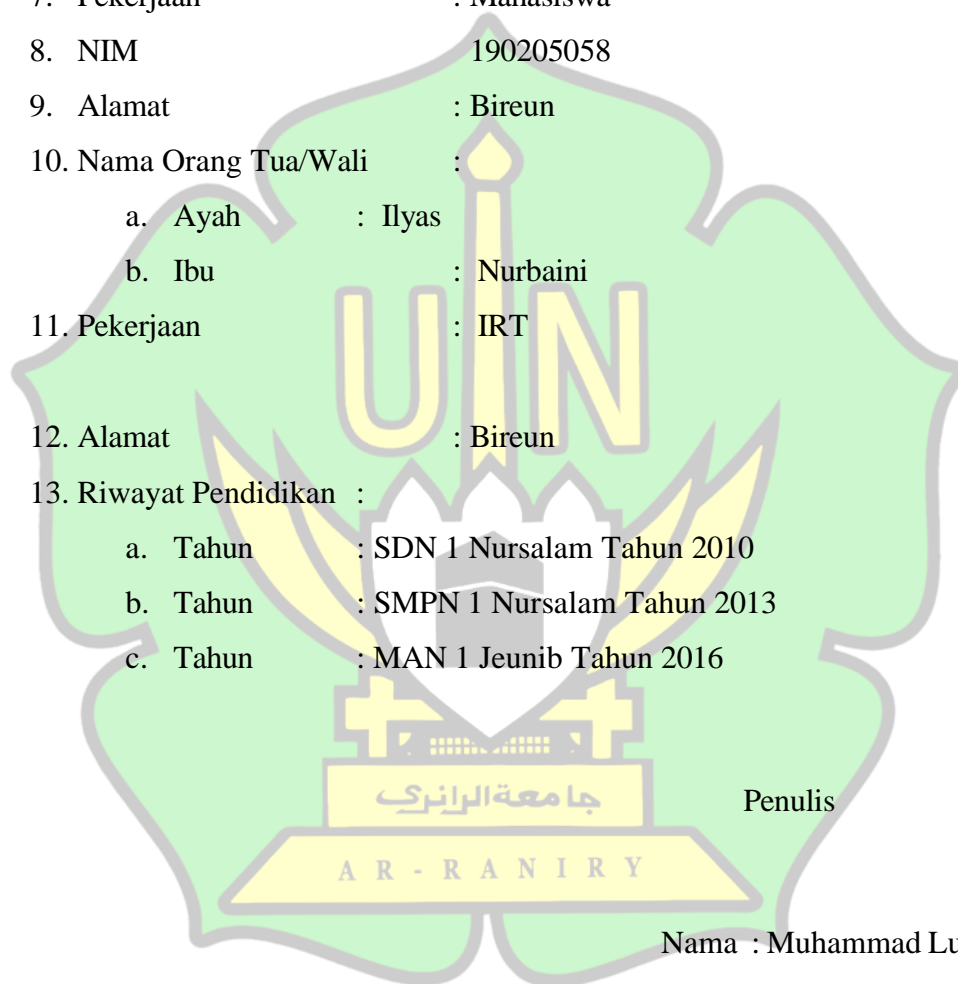 7. Pekerjaan : Mahasiswa
8. NIM 190205058
9. Alamat : Bireun
10. Nama Orang Tua/Wali :
a. Ayah : Ilyas
b. Ibu : Nurbaini
11. Pekerjaan : IRT
UIN
12. Alamat : Bireun
13. Riwayat Pendidikan :
a. Tahun : SDN 1 Nursalam Tahun 2010
b. Tahun : SMPN 1 Nursalam Tahun 2013
c. Tahun : MAN 1 Jeunib Tahun 2016
جامعةالرانرك
Penulis
AR-RANIRY
Nama : Muhammad Lu